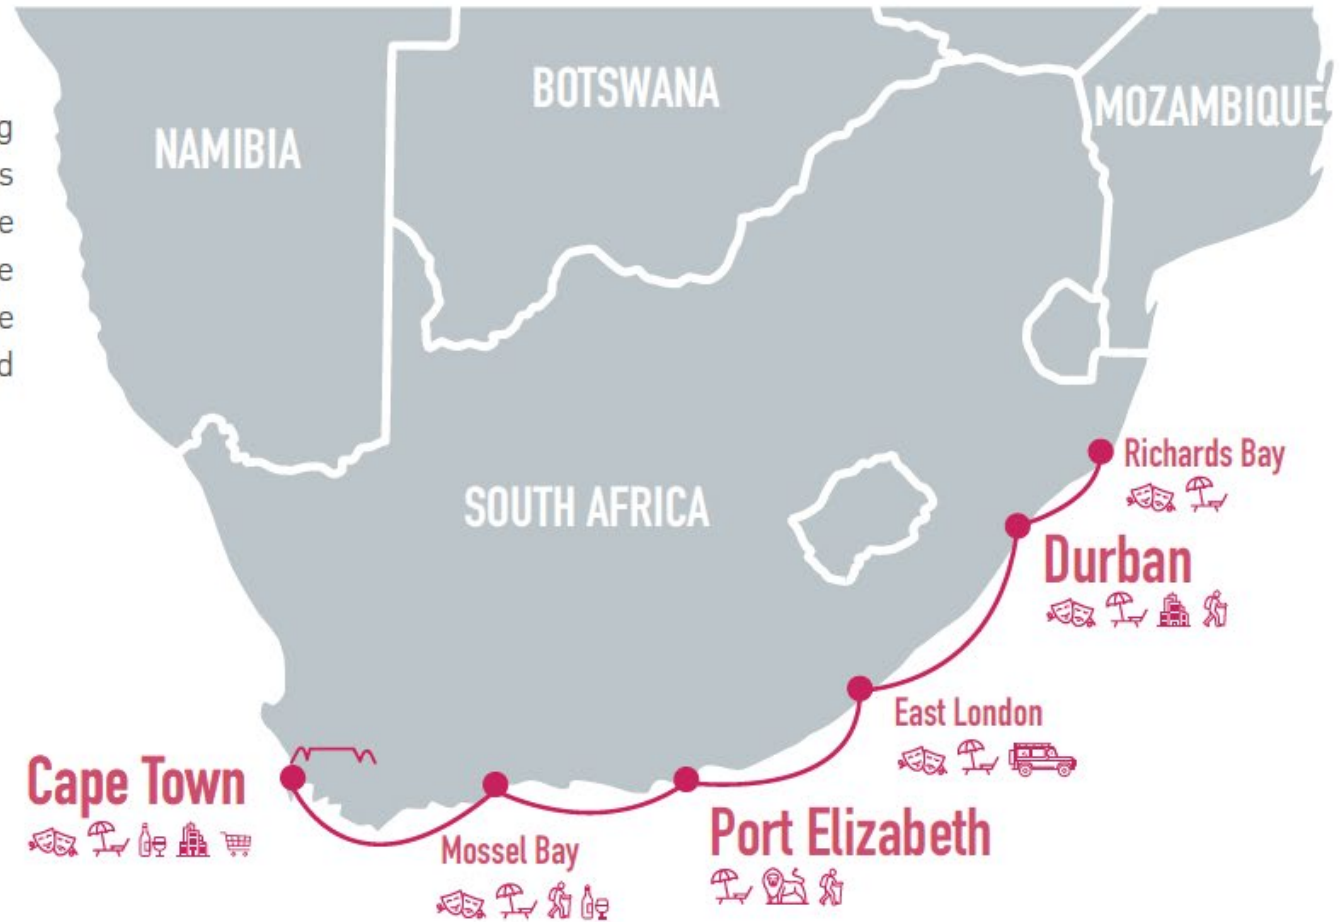 g
s
e
e
e
d
NAMIBIA
BOTSWANA
MOZAMBIQUE
SOUTH AFRICA
Richards Bay
Durban
East London
Port Elizabeth
Mossel Bay
Cape Town